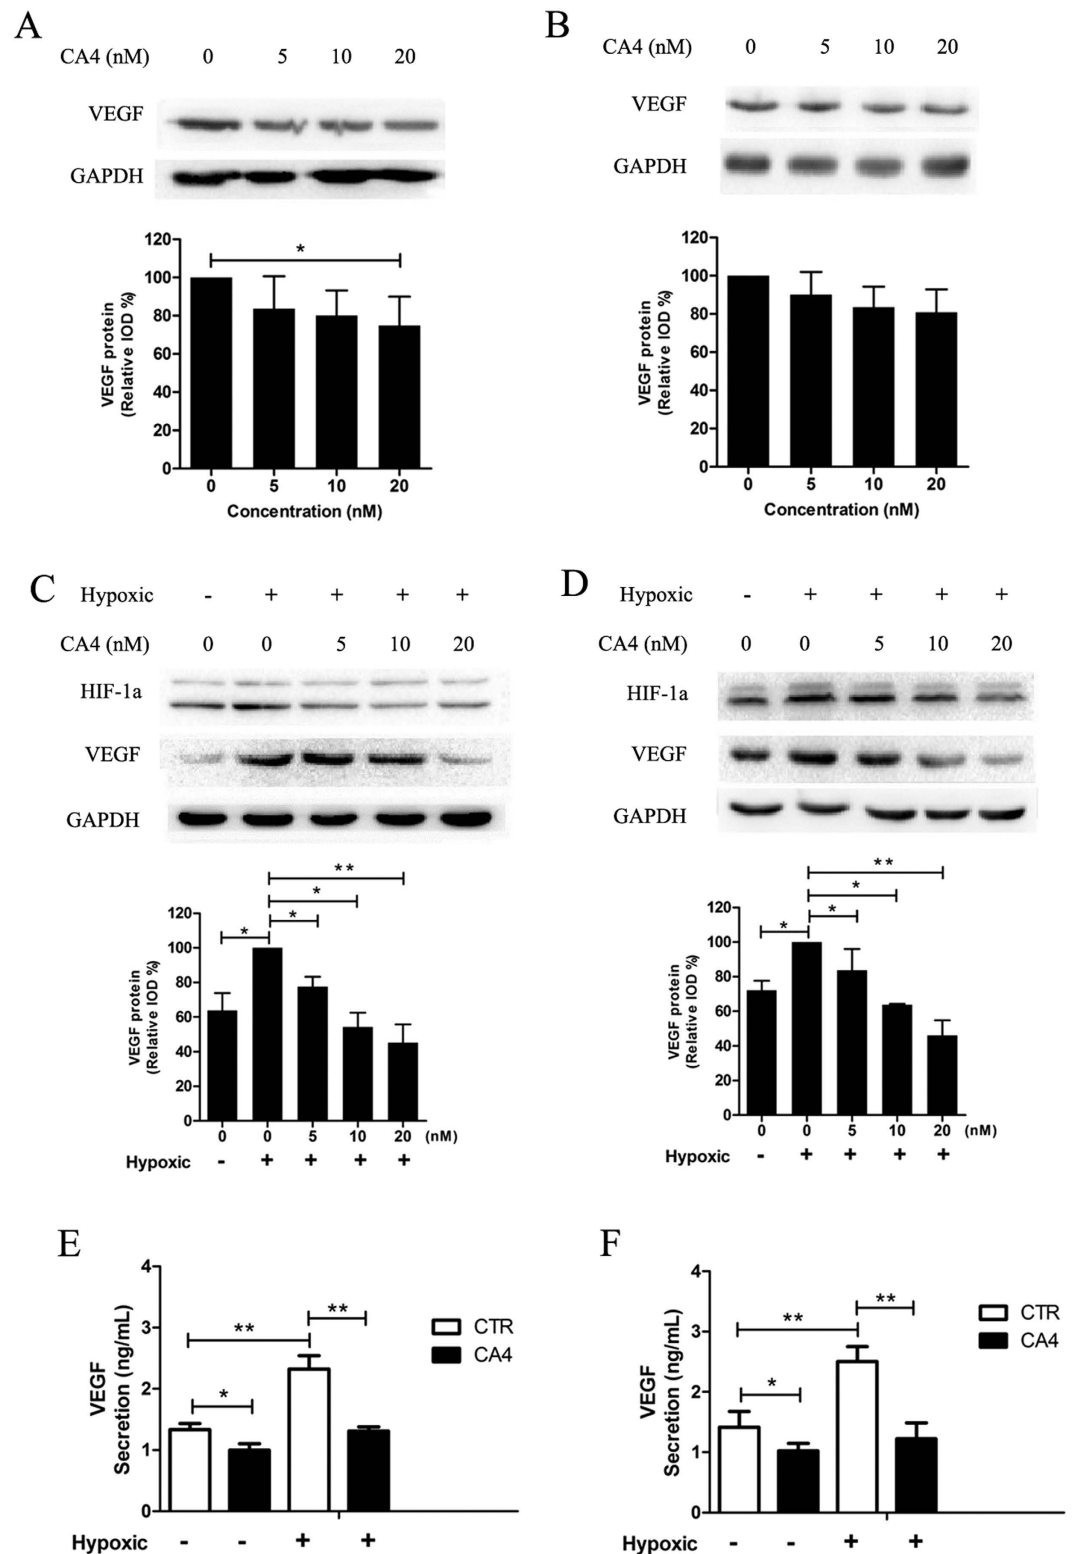 A
CA4 (nM) 0 5 10 20
VEGF
GAPDH
*
120
100
80
60
40
20
0
VEGF protein
(Relative IOD %)
0 5 10 20
Concentration (nM)
B
CA4 (nM) 0 5 10 20
VEGF
GAPDH
120
100
80
60
40
20
0
VEGF protein
(Relative IOD %)
0 5 10 20
Concentration (nM)
C
Hypoxic - + + + +
CA4 (nM) 0 0 5 10 20
HIF-1a
VEGF
GAPDH
**
*
*
*
120
100
80
60
40
20
0
VEGF protein
(Relative IOD %)
0 0 5 10 20 (nM)
Hypoxic - + + + +
D
Hypoxic - + + + +
CA4 (nM) 0 0 5 10 20
HIF-1a
VEGF
GAPDH
**
*
*
*
120
100
80
60
40
20
0
VEGF protein
(Relative IOD %)
0 0 5 10 20 (nM)
Hypoxic - + + + +
E
4
3
2
1
0
VEGF
Secretion (ng/mL)
**
**
*
CTR
CA4
Hypoxic - - + +
F
4
3
2
1
0
VEGF
Secretion (ng/mL)
**
**
*
CTR
CA4
Hypoxic - - + +